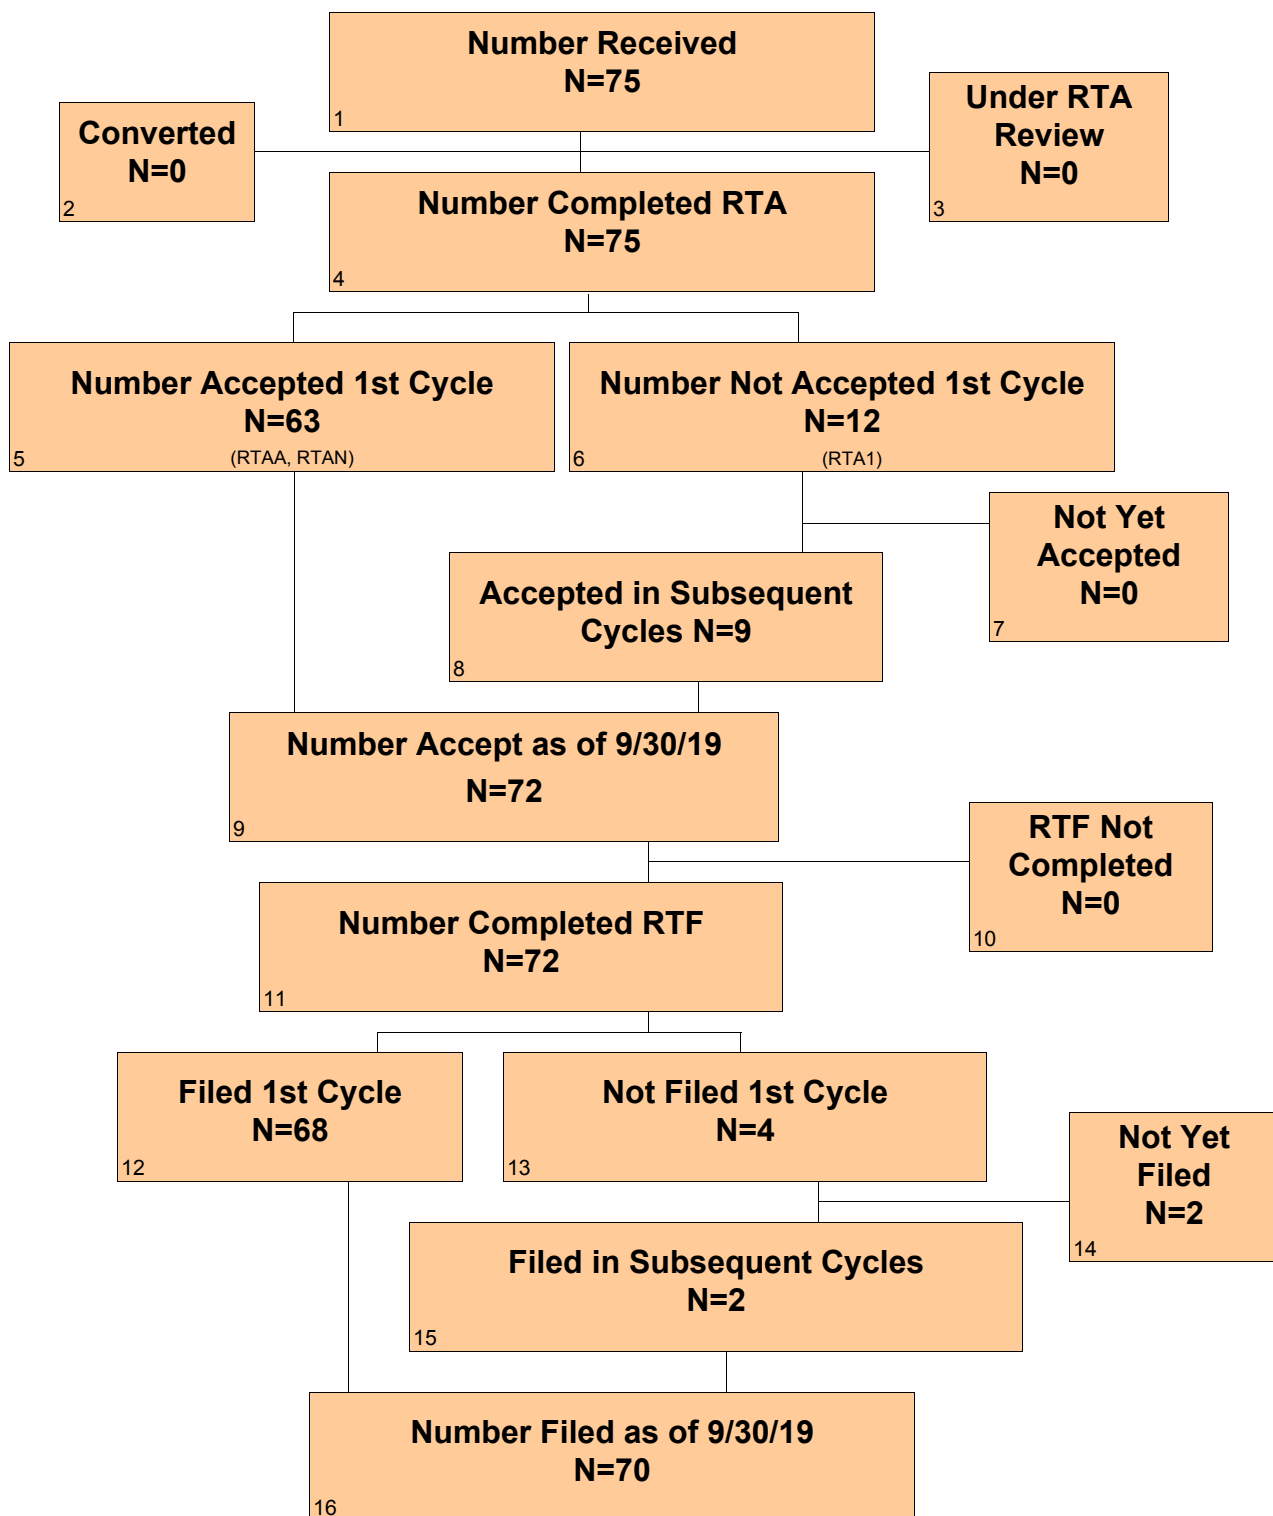 Number Received
N=75
1
Converted
N=0
2
Under RTA
Review
N=0
3
Number Completed RTA
N=75
4
Number Accepted 1st Cycle
N=63
(RTAA, RTAN)
5
Number Not Accepted 1st Cycle
N=12
(RTA1)
6
Not Yet
Accepted
N=0
7
Accepted in Subsequent
Cycles N=9
8
Number Accept as of 9/30/19
N=72
9
RTF Not
Completed
N=0
10
Number Completed RTF
N=72
11
Filed 1st Cycle
N=68
12
Not Filed 1st Cycle
N=4
13
Not Yet
Filed
N=2
14
Filed in Subsequent Cycles
N=2
15
Number Filed as of 9/30/19
N=70
16